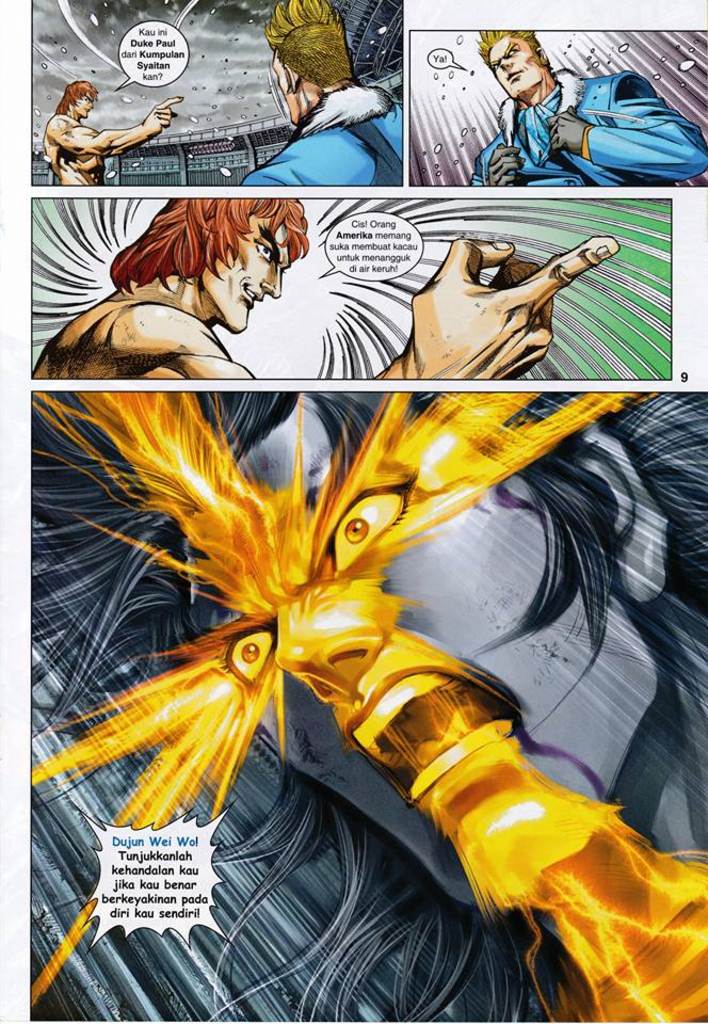 Kau ini
Duke Paul
dari Kumpulan
Syaitan
kan?
Ya!
Cis! Orang
Amerika memang
suka membuat kacau
untuk menangguk
di air keruh!
9
Dujun Wei Wo!
Tunjukkanlah
kehandalan kau
jika kau benar
berkeyakinan pada
diri kau sendiri!